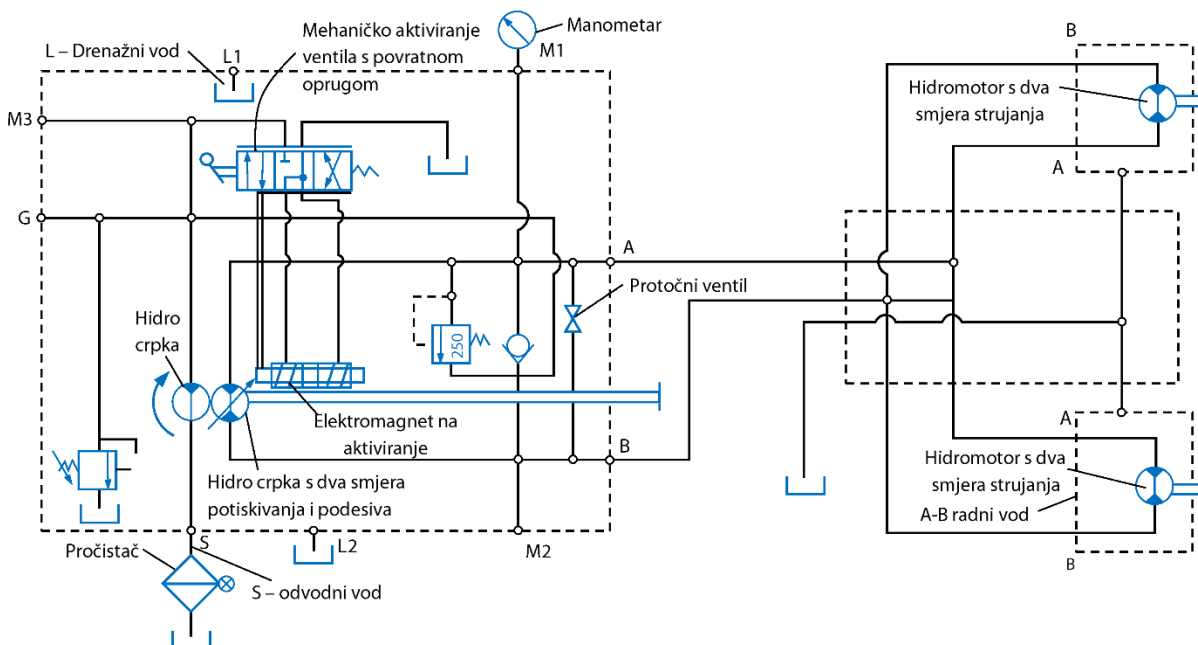 Mehaničko aktiviranje
ventila s povratnom
oprugom
Manometar
M1
L – Drenažni vod
L1
M3
G
A
Protočni ventil
Hidro
crpka
250
Elektromagnet na
aktiviranje
B
Hidro crpka s dva smjera
potiskivanja i podesiva
S
L2
M2
Pročistač
S – odvodni vod
B
Hidromotor s dva
smjera strujanja
A
A
Hidromotor s dva
smjera strujanja
A-B radni vod
B